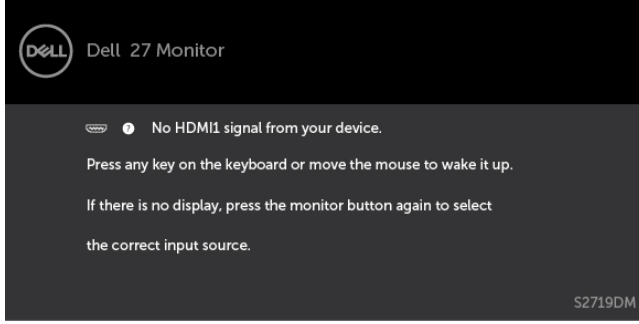 DELL
Dell 27 Monitor
? No HDMI1 signal from your device.
Press any key on the keyboard or move the mouse to wake it up.
If there is no display, press the monitor button again to select
the correct input source.
S2719DM